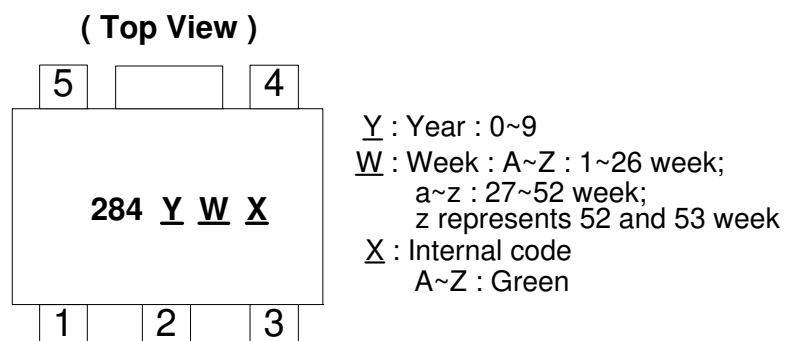 ( Top View )
5 4
284 Y W X
1 2 3
Y : Year : 0~9
W : Week : A~Z : 1~26 week;
a~z : 27~52 week;
z represents 52 and 53 week
X : Internal code
A~Z : Green